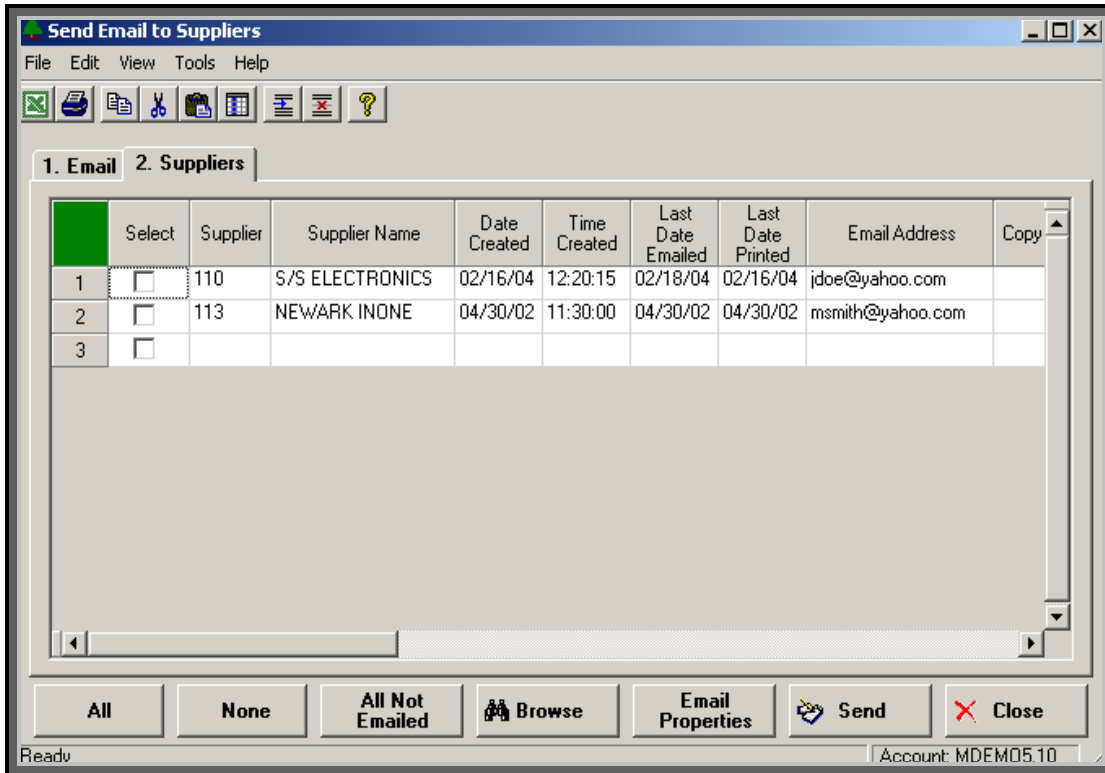 Send Email to Suppliers
File Edit View Tools Help
1. Email 2. Suppliers
Select Supplier Supplier Name Date Created Time Created Last Date Emailed Last Date Printed Email Address Copy
1 110 S/S ELECTRONICS 02/16/04 12:20:15 02/18/04 02/16/04 jdoe@yahoo.com
2 113 NEWARK INONE 04/30/02 11:30:00 04/30/02 04/30/02 msmith@yahoo.com
3
All None All Not Emailed Browse Email Properties Send Close
Ready Account: MDEMO5.10